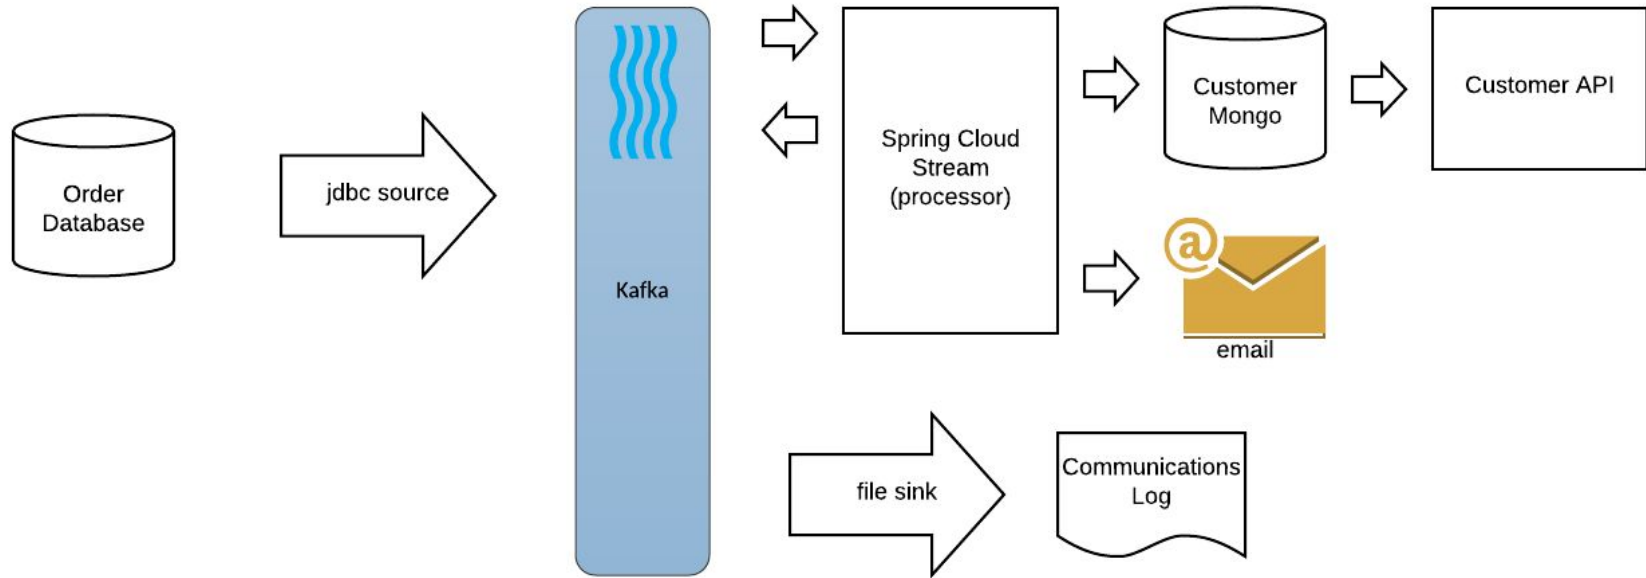 Order
Database
jdbc source
Kafka
Spring Cloud
Stream
(processor)
Customer
Mongo
Customer API
@
email
file sink
Communications
Log